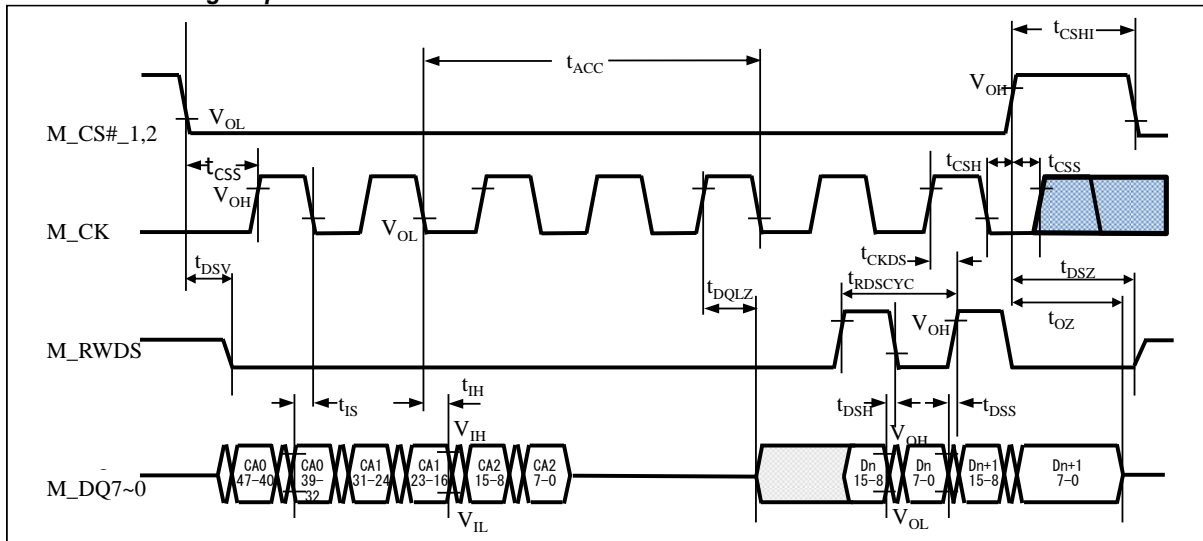 tCSHI
tACC
VOH
VOL
M_CS#_1,2
tCSS
tCSH
tCSS
VOH
VOL
M_CK
tCKDS
tDSV
tDSZ
tDQLZ
tRDSCYC
tOZ
VOH
M_RWDS
tIS
tIH
tDSH
tDSS
VIH
VOH
CA0 47-40
CA0 39-32
CA1 31-24
CA1 23-16
CA2 15-8
CA2 7-0
Dn 15-8
Dn 7-0
Dn+1 15-8
Dn+1 7-0
M_DQ7~0
VIL
VOL